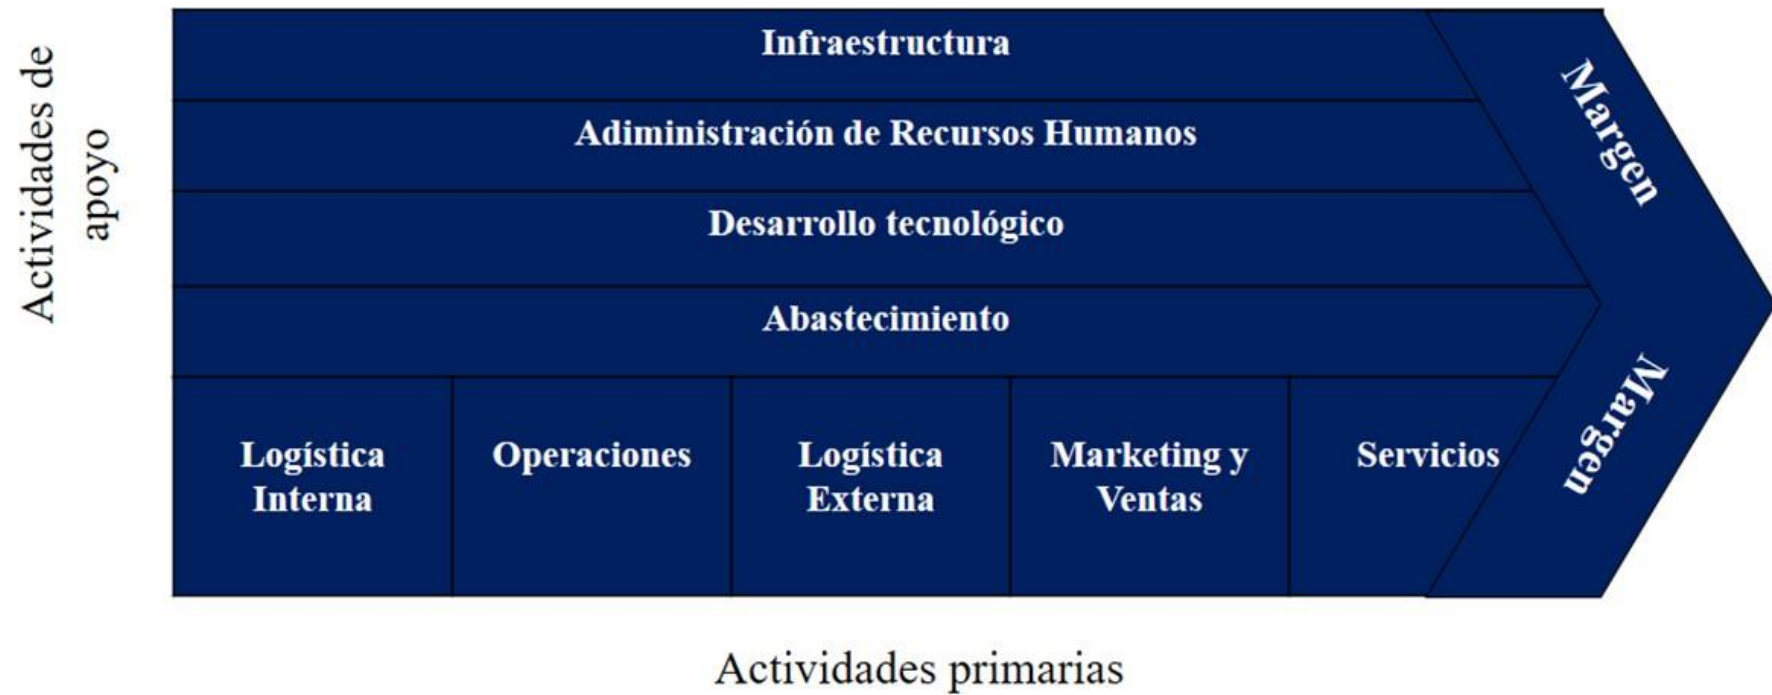 Actividades de
apoyo
Infraestructura
Adiministración de Recursos Humanos
Desarrollo tecnológico
Abastecimiento
Margen
Margen
Logística
Interna
Operaciones
Logística
Externa
Marketing y
Ventas
Servicios
Actividades primarias